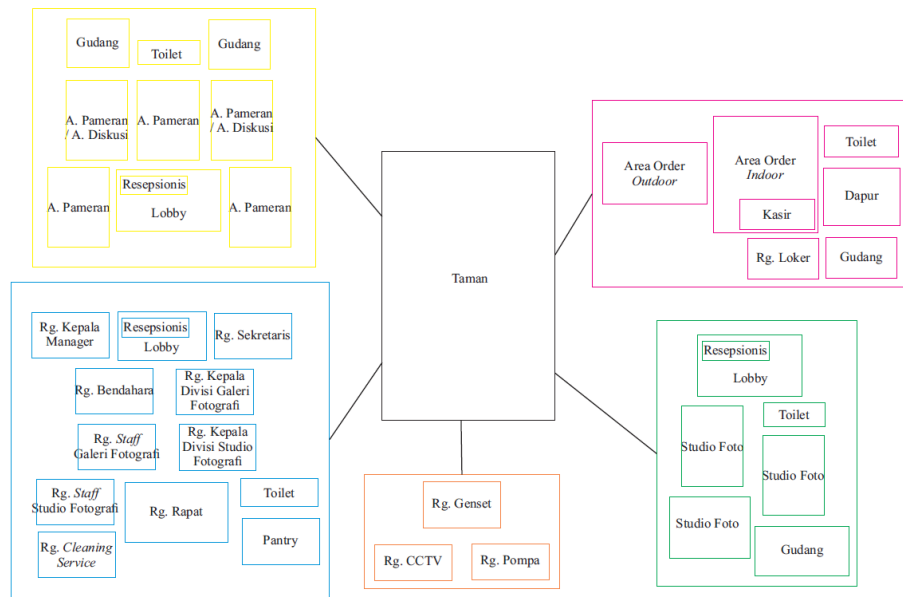 Gudang
Toilet
Gudang
A. Pameran
/ A. Diskusi
A. Pameran
A. Pameran
/ A. Diskusi
A. Pameran
Resepsionis
Lobby
A. Pameran
Taman
Area Order
Outdoor
Area Order
Indoor
Kasir
Toilet
Dapur
Rg. Loker
Gudang
Rg. Kepala
Manager
Resepsionis
Lobby
Rg. Sekretaris
Rg. Bendahara
Rg. Kepala
Divisi Galeri
Fotografi
Rg. Staff
Galeri Fotografi
Rg. Kepala
Divisi Studio
Fotografi
Rg. Staff
Studio Fotografi
Rg. Rapat
Toilet
Rg. Cleaning
Service
Pantry
Rg. Genset
Rg. CCTV
Rg. Pompa
Resepsionis
Lobby
Toilet
Studio Foto
Studio Foto
Studio Foto
Gudang